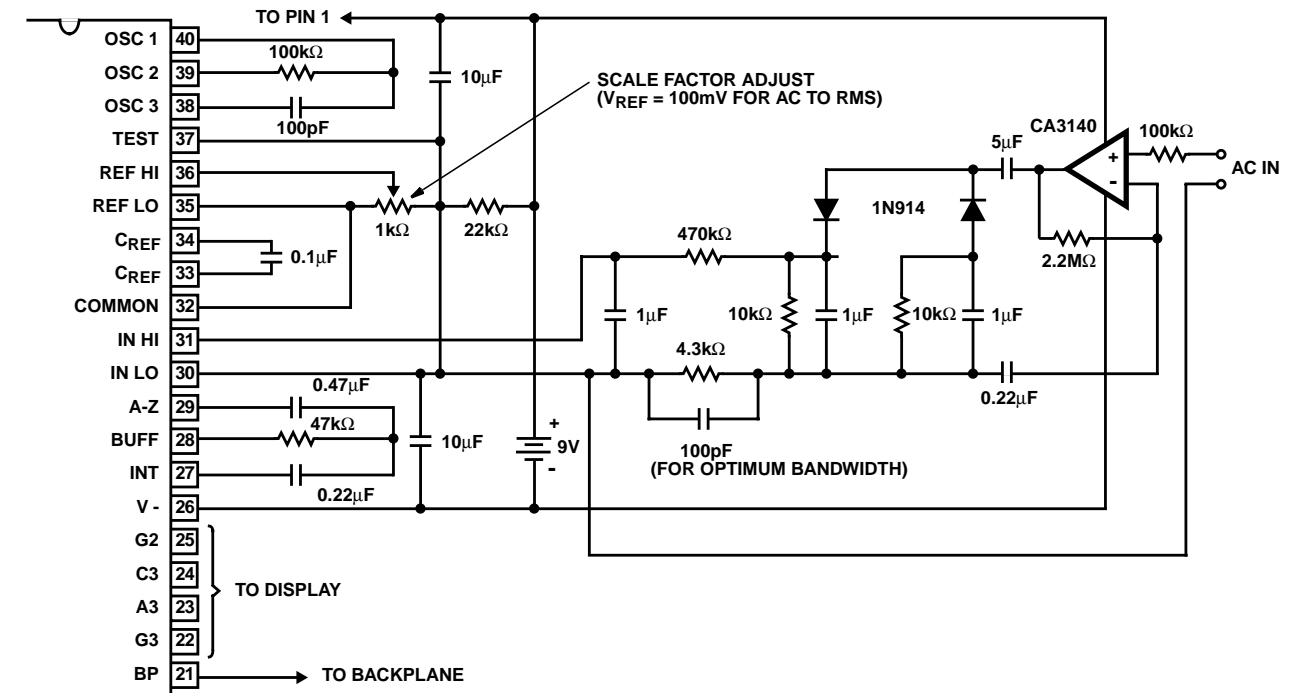 TO PIN 1
OSC 1 40
100kΩ
OSC 2 39
OSC 3 38
100pF
TEST 37
REF HI 36
REF LO 35
1kΩ
22kΩ
CREF 34
0.1µF
CREF 33
COMMON 32
IN HI 31
IN LO 30
0.47µF
A-Z 29
47kΩ
BUFF 28
INT 27
0.22µF
V - 26
G2 25
C3 24
A3 23
G3 22
BP 21
TO DISPLAY
TO BACKPLANE
10µF
SCALE FACTOR ADJUST
(VREF = 100mV FOR AC TO RMS)
10µF
+
9V
-
470kΩ
1µF
10kΩ
1µF
4.3kΩ
100pF
(FOR OPTIMUM BANDWIDTH)
1N914
10kΩ
1µF
0.22µF
5µF
CA3140
+
-
100kΩ
AC IN
2.2MΩ